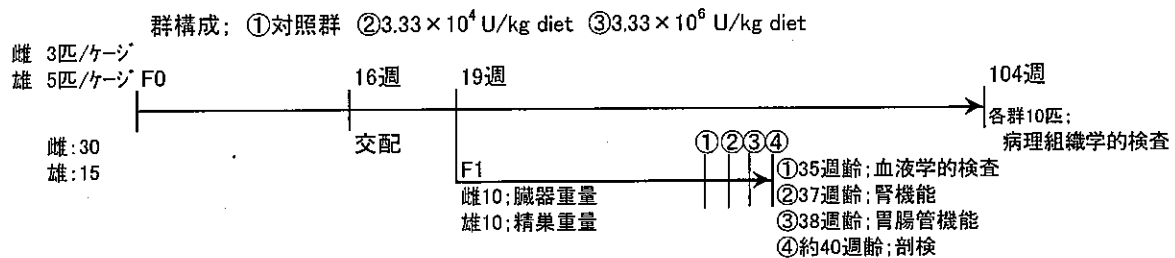 群構成; ①対照群 ②3.33×10⁴ U/kg diet ③3.33×10⁶ U/kg diet
雌 3匹/ケージ
雄 5匹/ケージ F0
16週
19週
104週
各群10匹;
病理組織学的検査
雌:30
雄:15
交配
① ② ③ ④
F1
雌10;臓器重量
雄10;精巣重量
①35週齢;血液学的検査
②37週齢;腎機能
③38週齢;胃腸管機能
④約40週齢;剖検